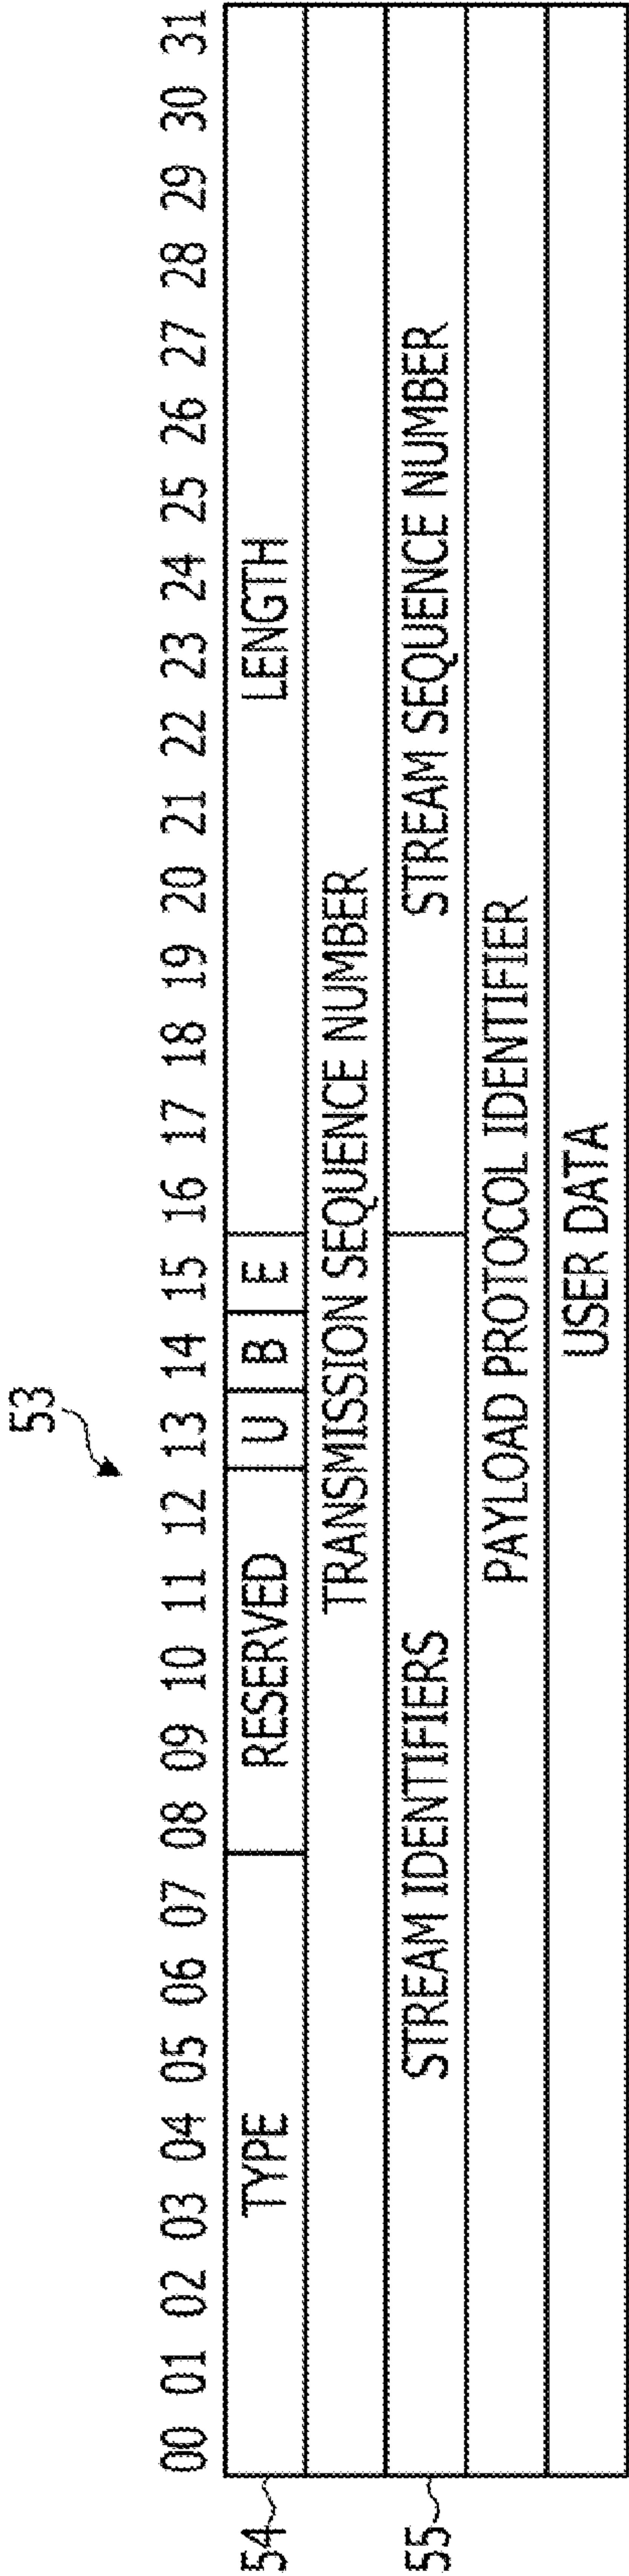 53
00 01 02 03 04 05 06 07 08 09 10 11 12 13 14 15 16 17 18 19 20 21 22 23 24 25 26 27 28 29 30 31
54 TYPE RESERVED U B E LENGTH
TRANSMISSION SEQUENCE NUMBER
55 STREAM IDENTIFIERS STREAM SEQUENCE NUMBER
PAYLOAD PROTOCOL IDENTIFIER
USER DATA